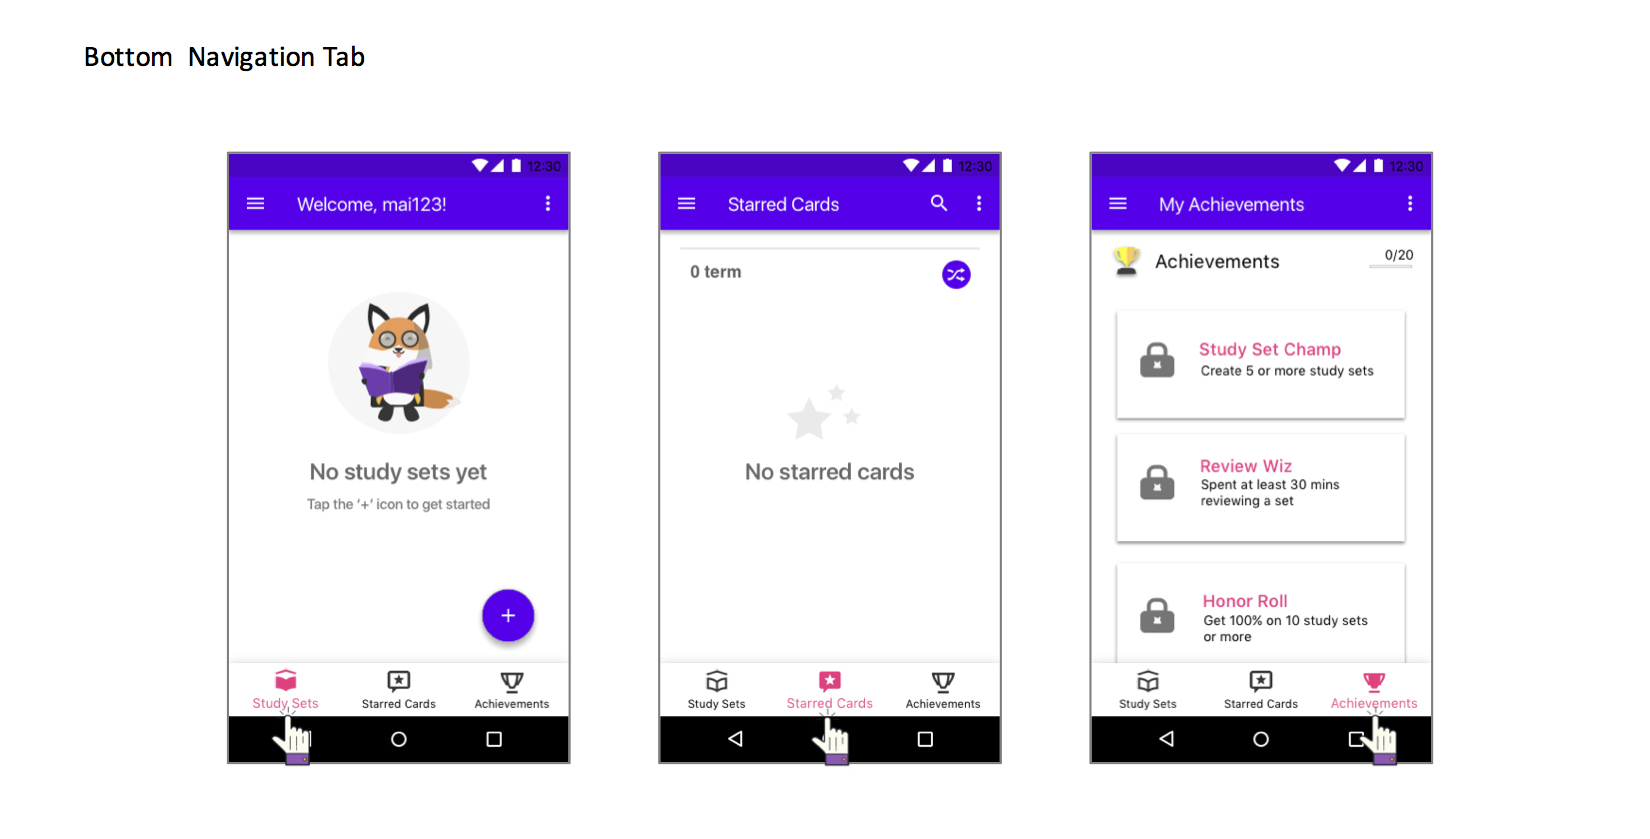 Bottom  Navigation Tab
12:30
Welcome, mai123!
No study sets yet
Tap the ‘+’ icon to get started
+
Study Sets
Starred Cards
Achievements
12:30
Starred Cards
0 term
No starred cards
Study Sets
Starred Cards
Achievements
12:30
My Achievements
Achievements
0/20
Study Set Champ
Create 5 or more study sets
Review Wiz
Spent at least 30 mins
reviewing a set
Honor Roll
Get 100% on 10 study sets
or more
Study Sets
Starred Cards
Achievements